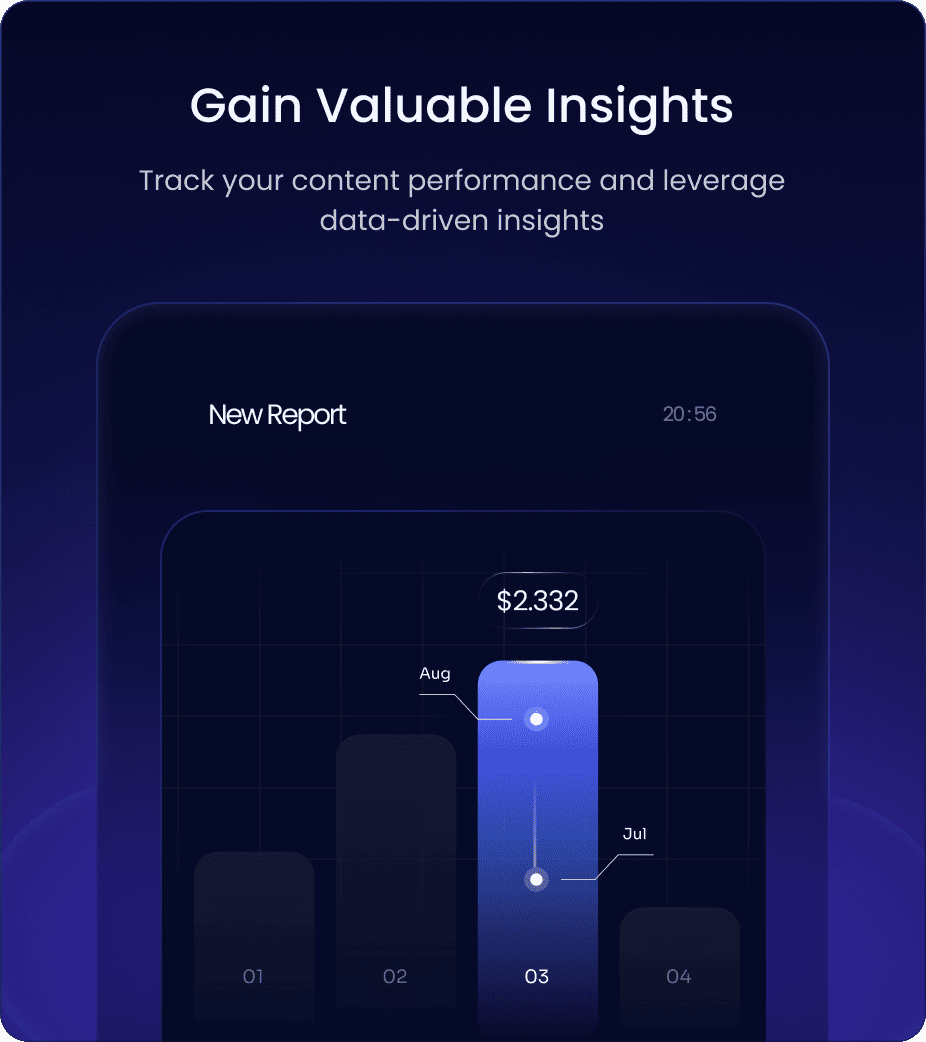 Gain Valuable Insights
Track your content performance and leverage
data-driven insights
New Report
20:56
$2.332
Aug
Jul
01
02
03
04